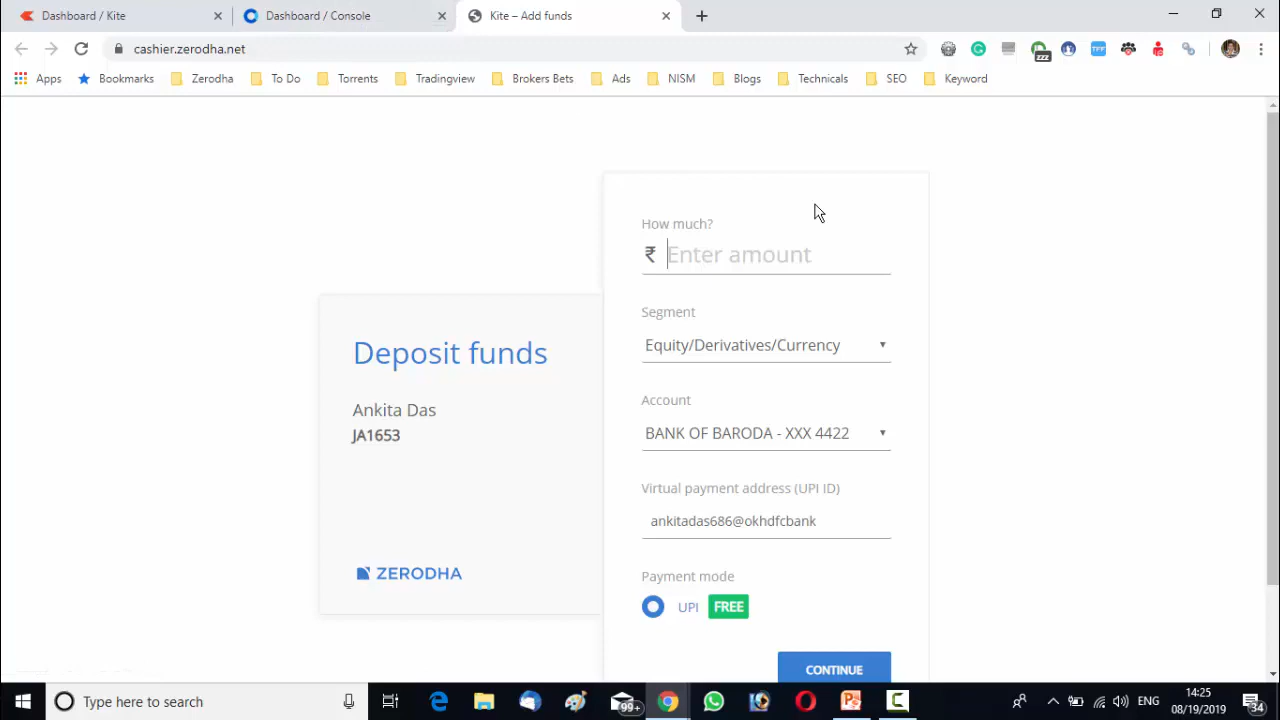 Dashboard / Kite
Dashboard / Console
Kite – Add funds
cashier.zerodha.net
Apps
Bookmarks
Zerodha
To Do
Torrents
Tradingview
Brokers Bets
Ads
NISM
Blogs
Technicals
SEO
Keyword
How much?
₹ Enter amount
Segment
Equity/Derivatives/Currency
Account
BANK OF BARODA - XXX 4422
Virtual payment address (UPI ID)
ankitadas686@okhdfcbank
Payment mode
UPI FREE
CONTINUE
Deposit funds
Ankita Das
JA1653
ZERODHA
Type here to search
99+
ENG
14:25
08/19/2019
34